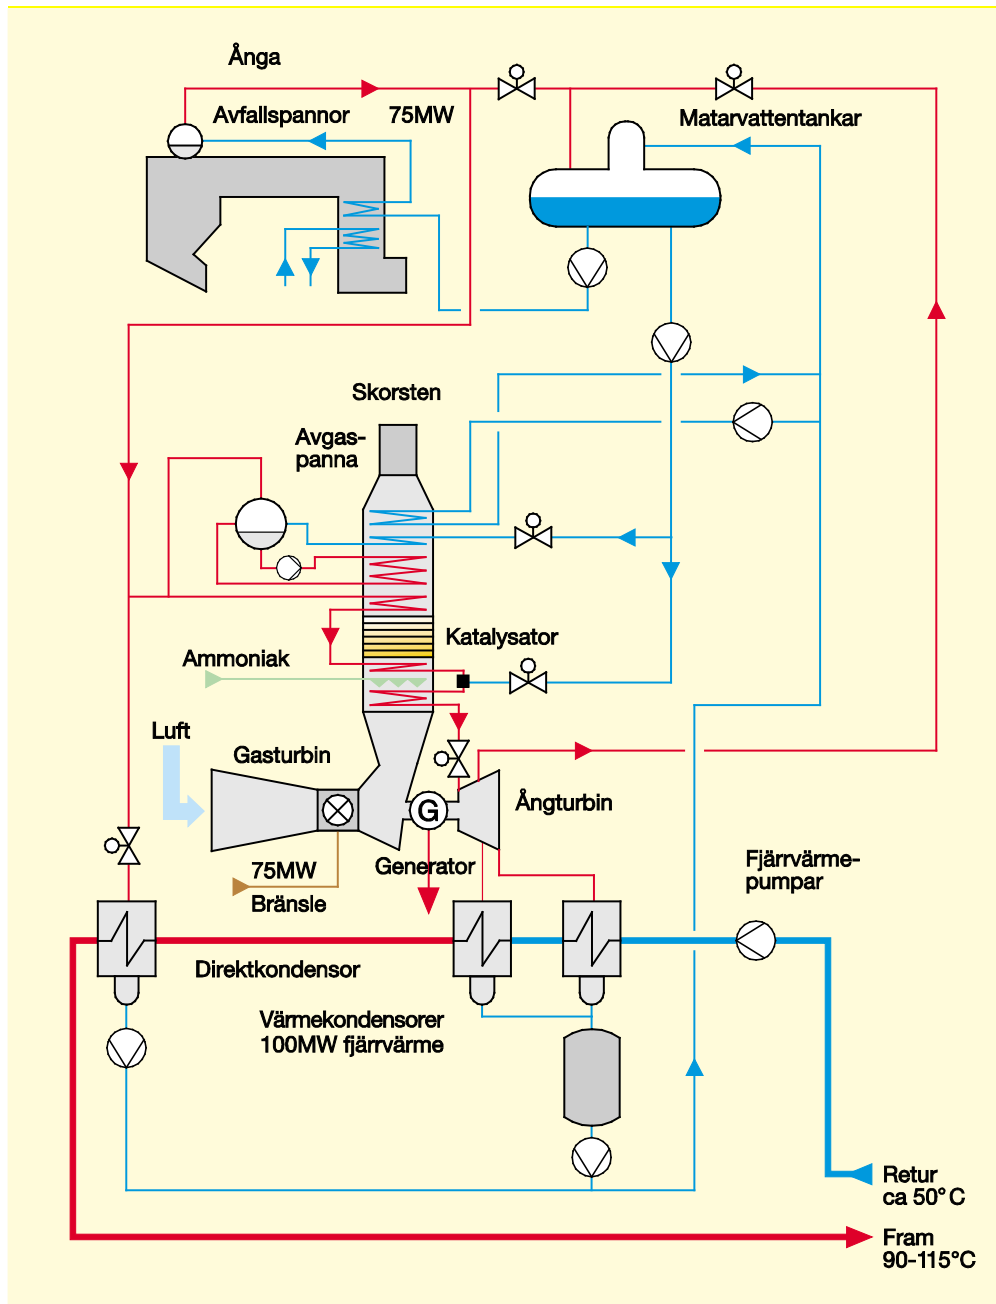 Ånga
Avfallspannor
75MW
Matarvattentankar
Skorsten
Avgas-
panna
Katalysator
Ammoniak
Luft
Gasturbin
G
Ångturbin
75MW
Bränsle
Generator
Fjärrvärme-
pumpar
Direktkondensor
Värmekondensorer
100MW fjärrvärme
Retur
ca 50° C
Fram
90-115°C